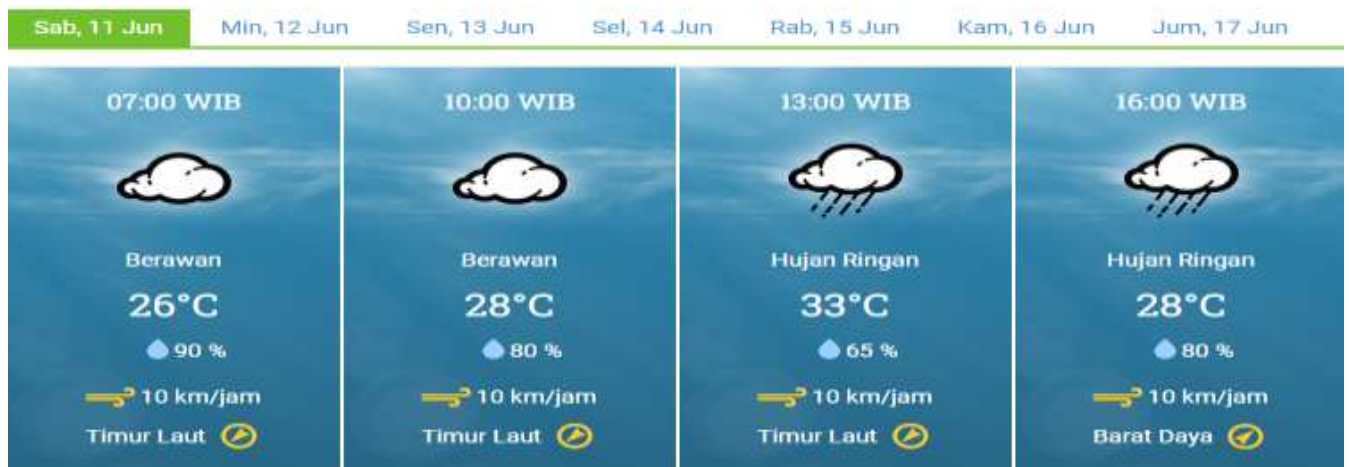 Sab, 11 Jun Min, 12 Jun Sen, 13 Jun Sel, 14 Jun Rab, 15 Jun Kam, 16 Jun Jum, 17 Jun
07:00 WIB
Berawan
26°C
90 %
10 km/jam
Timur Laut
10:00 WIB
Berawan
28°C
80 %
10 km/jam
Timur Laut
13:00 WIB
Hujan Ringan
33°C
65 %
10 km/jam
Timur Laut
16:00 WIB
Hujan Ringan
28°C
80 %
10 km/jam
Barat Daya